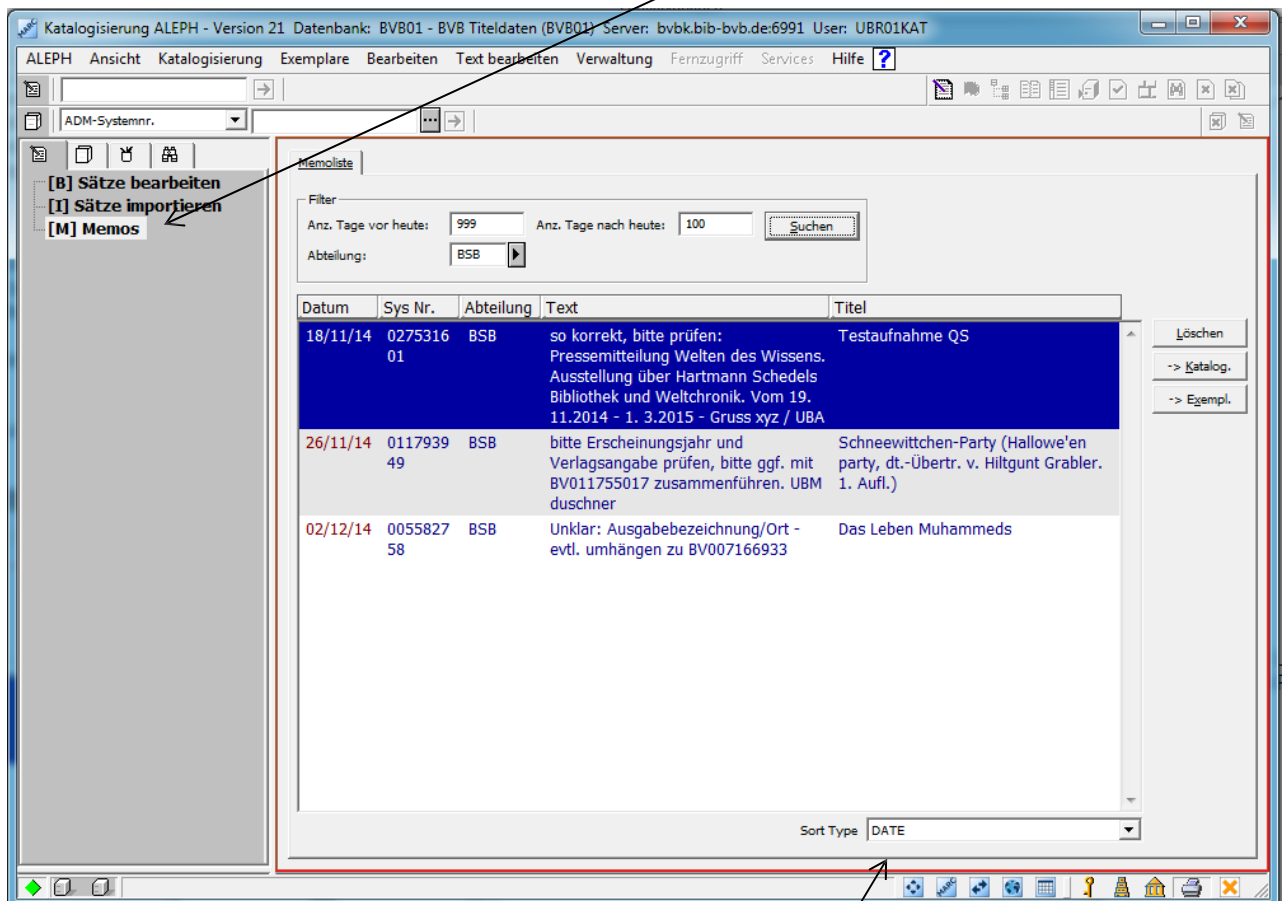 Katalogisierung ALEPH - Version 21 Datenbank: BVB01 - BVB Titeldaten (BVB01) Server: bvbk.bib-bvb.de:6991 User: UBR01KAT
ALEPH Ansicht Katalogisierung Exemplare Bearbeiten Text bearbeiten Verwaltung Fernzugriff Services Hilfe ?
ADM-Systemnr.
[B] Sätze bearbeiten
[I] Sätze importieren
[M] Memos
Memoliste
Filter
Anz. Tage vor heute: 999 Anz. Tage nach heute: 100 Suchen
Abteilung: BSB
Datum Sys Nr. Abteilung Text Titel
18/11/14 0275316 BSB so korrekt, bitte prüfen: Testaufnahme QS
01 Pressemitteilung Welten des Wissens.
Ausstellung über Hartmann Schedels
Bibliothek und Weltchronik. Vom 19.
11.2014 - 1. 3.2015 - Gruss xyz / UBA
26/11/14 0117939 BSB bitte Erscheinungsjahr und Schneewittchen-Party (Hallowe'en
49 Verlagsangabe prüfen, bitte ggf. mit party, dt.-Übertr. v. Hiltgunt Grabler.
BV011755017 zusammenführen. UBM 1. Aufl.)
duschner
02/12/14 0055827 BSB Unklar: Ausgabebezeichnung/Ort - Das Leben Muhammeds
58 evtl. umhängen zu BV007166933
Löschen
-> Katalog.
-> Exempl.
Sort Type DATE